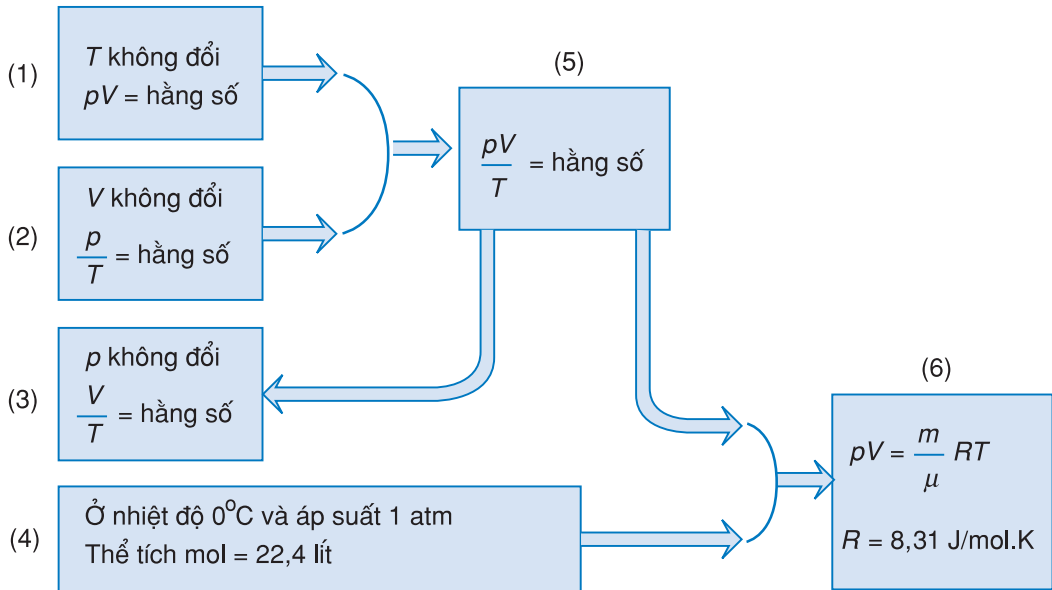 (1)
T không đổi
pV = hằng số
(2)
V không đổi
p/T = hằng số
(3)
p không đổi
V/T = hằng số
(4)
Ở nhiệt độ 0°C và áp suất 1 atm
Thể tích mol = 22,4 lít
(5)
pV/T = hằng số
(6)
pV = m/μ RT
R = 8,31 J/mol.K